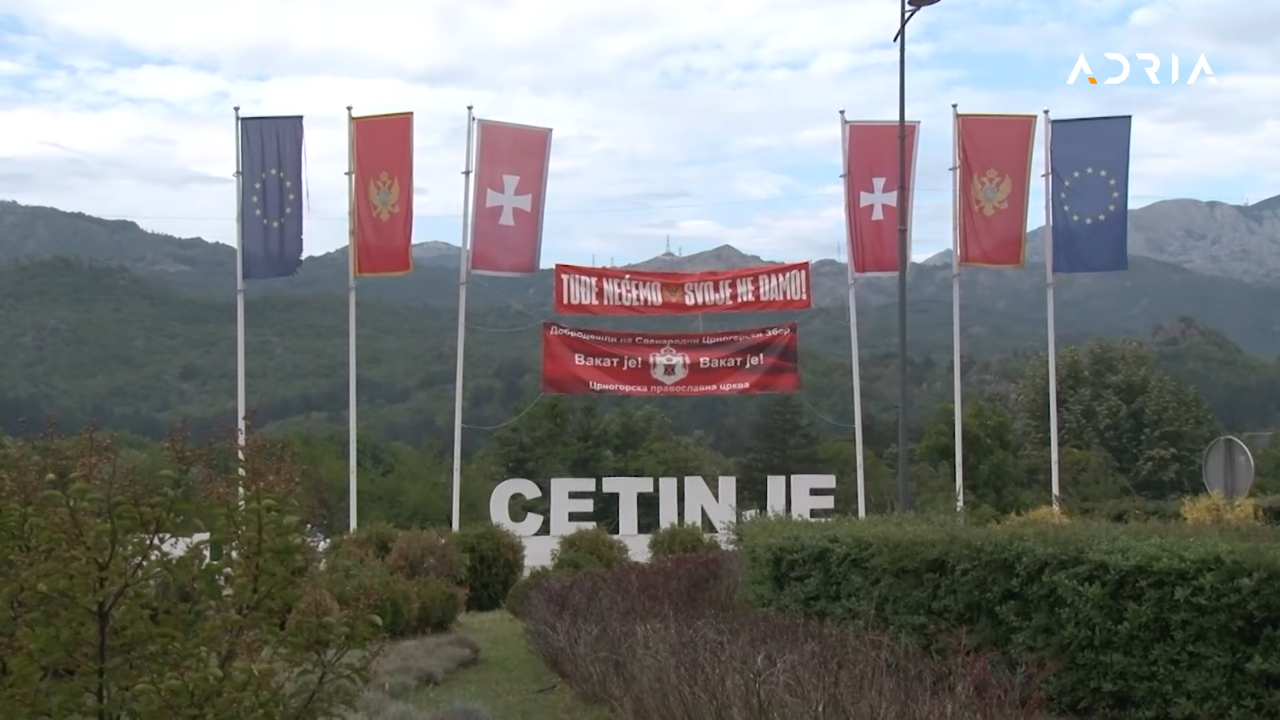 ADRIA
TUĐE NEĆEMO SVOJE NE DAMO!
Добродошли на Свенародни Црногорски Збор
Вакат је! Вакат је!
Црногорска православна црква
CETINJE